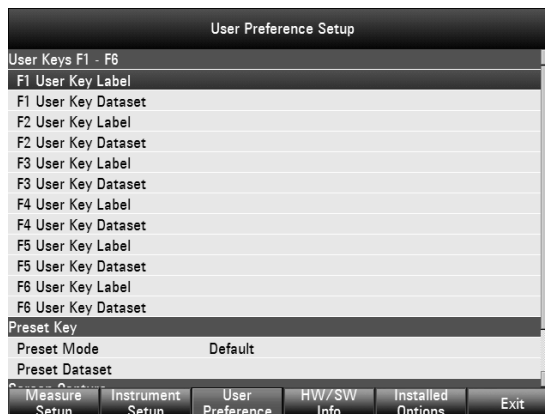 User Preference Setup
User Keys F1 - F6
F1 User Key Label
F1 User Key Dataset
F2 User Key Label
F2 User Key Dataset
F3 User Key Label
F3 User Key Dataset
F4 User Key Label
F4 User Key Dataset
F5 User Key Label
F5 User Key Dataset
F6 User Key Label
F6 User Key Dataset
Preset Key
Preset Mode Default
Preset Dataset
Screen Capture
Measure Setup
Instrument Setup
User Preference
HW/SW Info
Installed Options
Exit